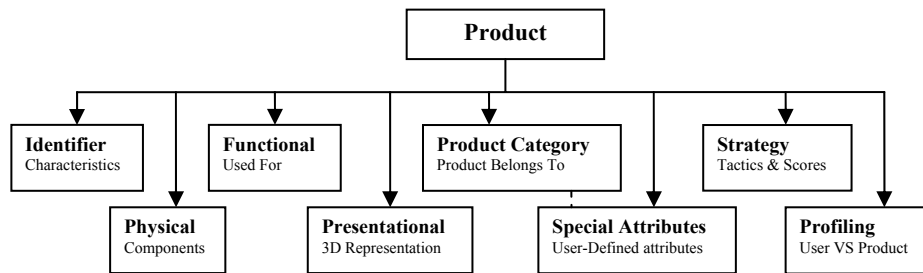 Product
Identifier
Characteristics
Functional
Used For
Product Category
Product Belongs To
Strategy
Tactics & Scores
Physical
Components
Presentational
3D Representation
Special Attributes
User-Defined attributes
Profiling
User VS Product